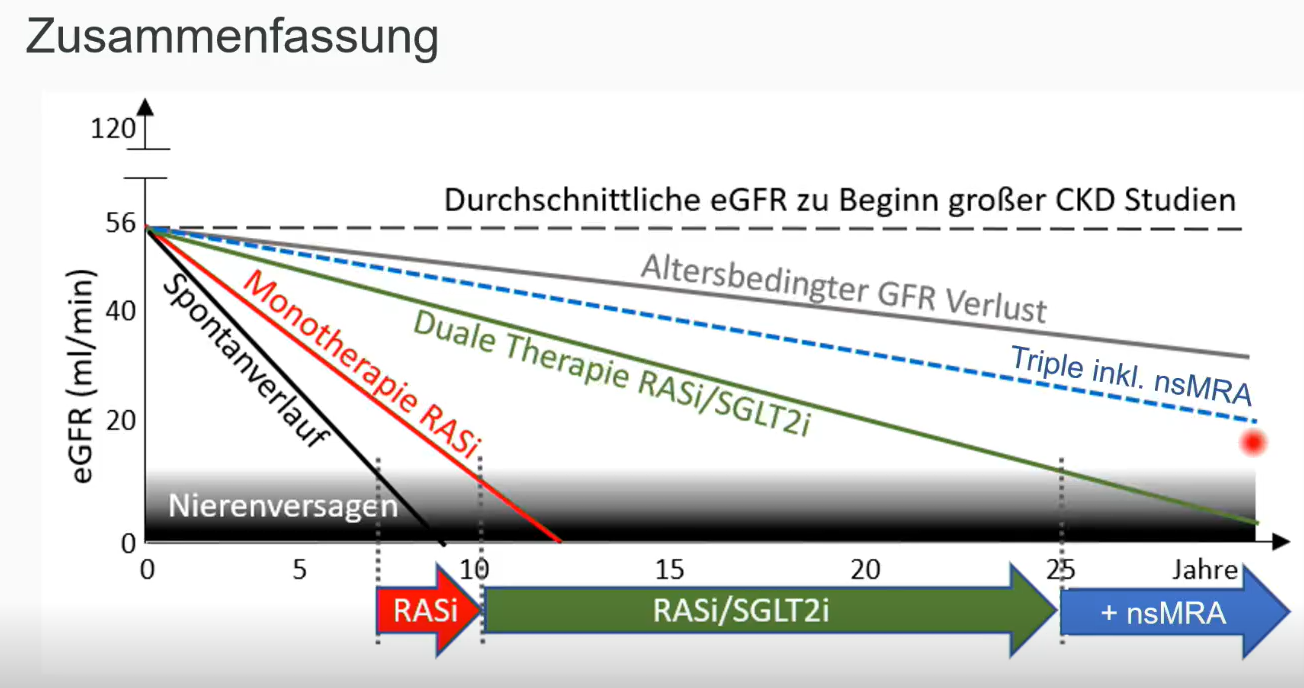 Zusammenfassung
120
Durchschnittliche eGFR zu Beginn großer CKD Studien
56
Altersbedingter GFR Verlust
40
Spontanverlauf
Monotherapie RASi
Duale Therapie RASi/SGLT2i
Triple inkl. nsMRA
20
eGFR (ml/min)
Nierenversagen
0
0 5 10 15 20 25 Jahre
RASi RASi/SGLT2i + nsMRA